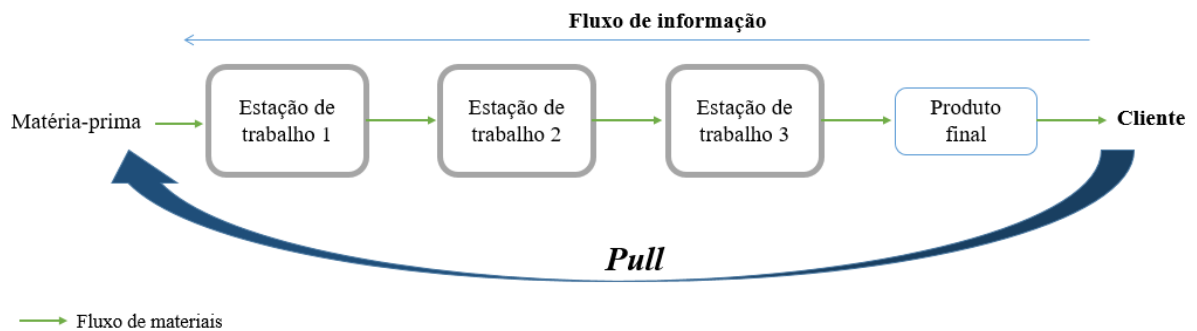 Fluxo de informação
Matéria-prima
Estação de
trabalho 1
Estação de
trabalho 2
Estação de
trabalho 3
Produto
final
Cliente
Pull
Fluxo de materiais